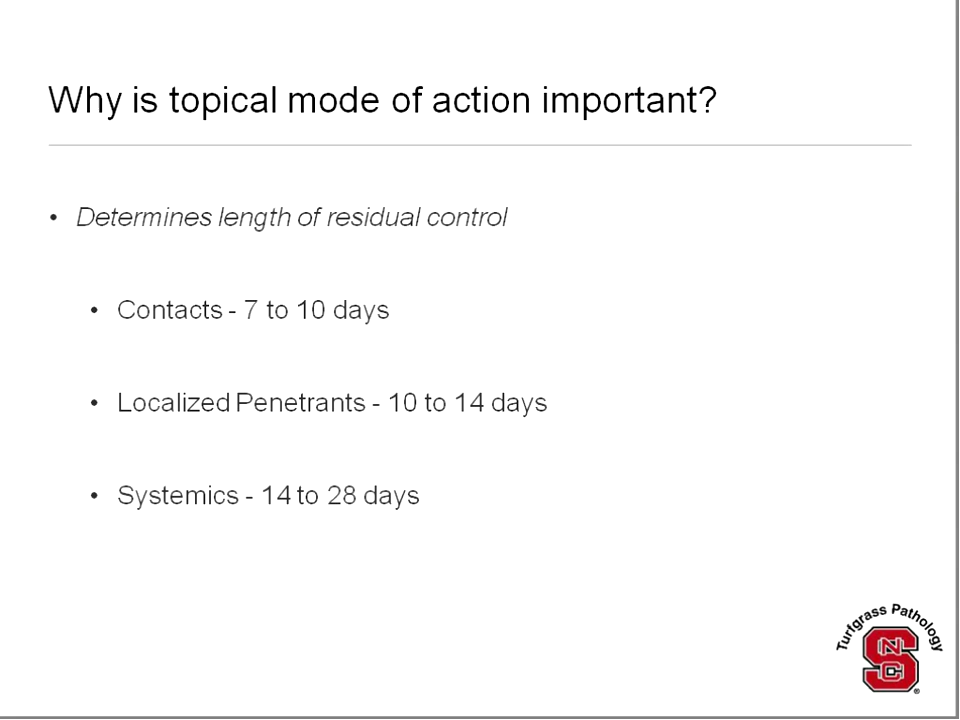 Why is topical mode of action important?
• Determines length of residual control
• Contacts - 7 to 10 days
• Localized Penetrants - 10 to 14 days
• Systemics - 14 to 28 days
Turfgrass Pathology
NCS
®